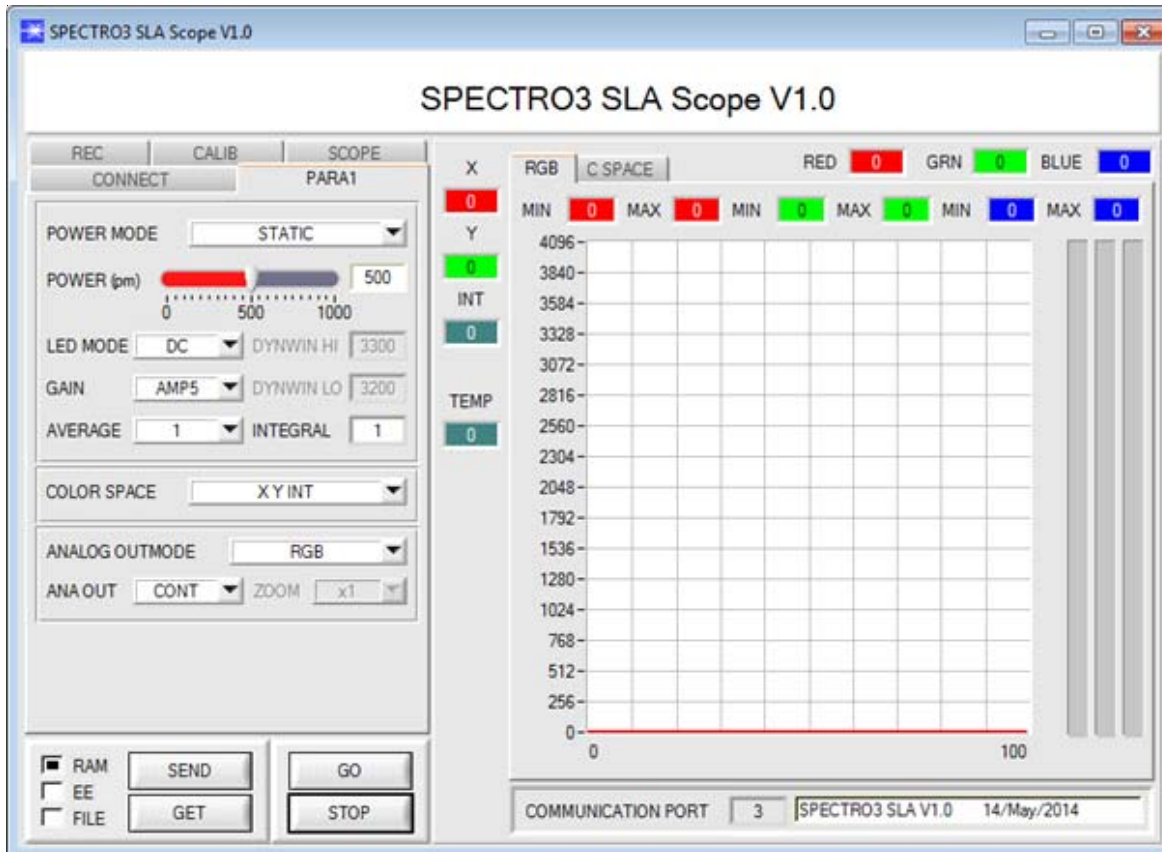 SPECTRO3 SLA Scope V1.0
SPECTRO3 SLA Scope V1.0
REC CALIB SCOPE
CONNECT PARA1
POWER MODE STATIC
POWER (pm) 500
0 500 1000
LED MODE DC DYNWIN HI 3300
GAIN AMP5 DYNWIN LO 3200
AVERAGE 1 INTEGRAL 1
COLOR SPACE X Y INT
ANALOG OUTMODE RGB
ANA OUT CONT ZOOM x1
RAM
EE
FILE
SEND
GET
GO
STOP
X
0
Y
0
INT
0
TEMP
0
RGB C SPACE RED 0 GRN 0 BLUE 0
MIN 0 MAX 0 MIN 0 MAX 0 MIN 0 MAX 0
4096
3840
3584
3328
3072
2816
2560
2304
2048
1792
1536
1280
1024
768
512
256
0
0 100
COMMUNICATION PORT 3 SPECTRO3 SLA V1.0 14/May/2014